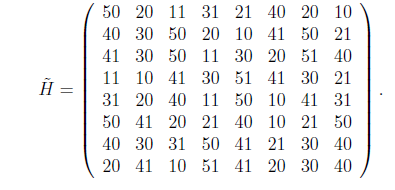 50 20 11 31 21 40 20 10
40 30 50 20 10 41 50 21
41 30 50 11 30 20 51 40
11 10 41 30 51 41 30 21
H̃ =
31 20 40 11 50 10 41 31
.
50 41 20 21 40 10 21 50
40 30 31 50 41 21 30 40
20 41 10 51 41 20 30 40